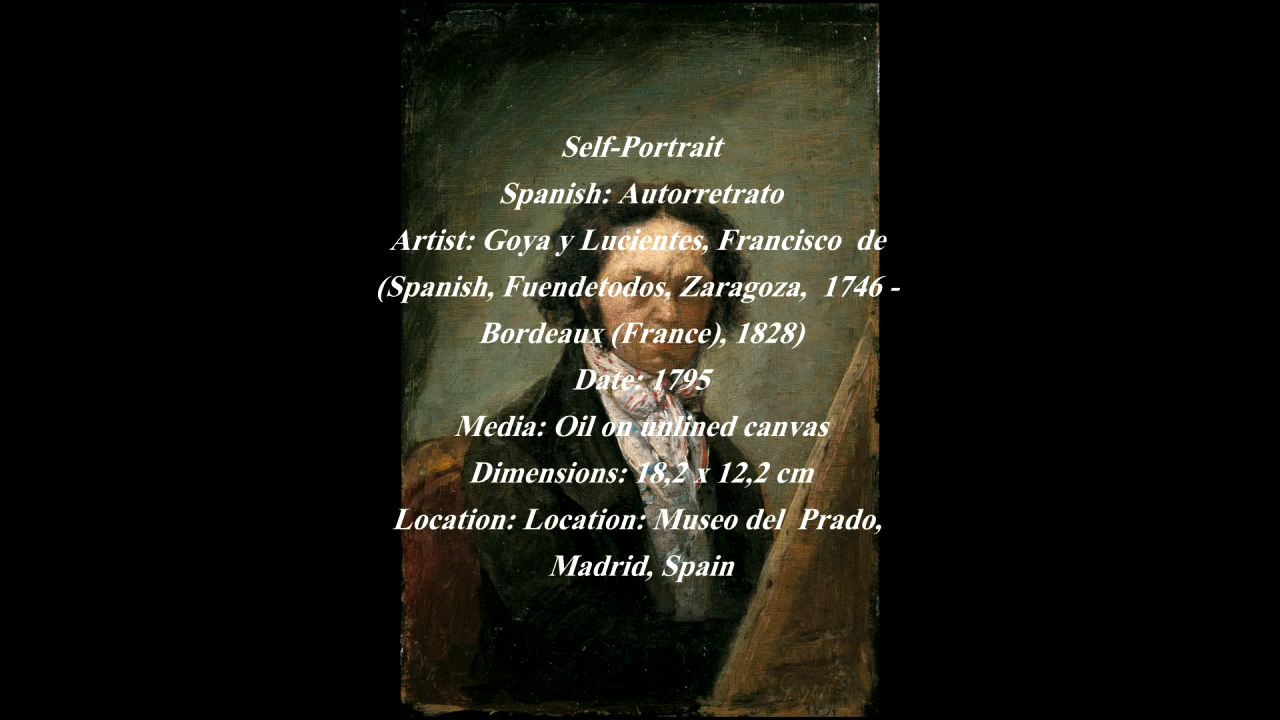 Self-Portrait
Spanish: Autorretrato
Artist: Goya y Lucientes, Francisco de
(Spanish, Fuendetodos, Zaragoza, 1746 -
Bordeaux (France), 1828)
Date: 1795
Media: Oil on unlined canvas
Dimensions: 18,2 x 12,2 cm
Location: Location: Museo del Prado,
Madrid, Spain